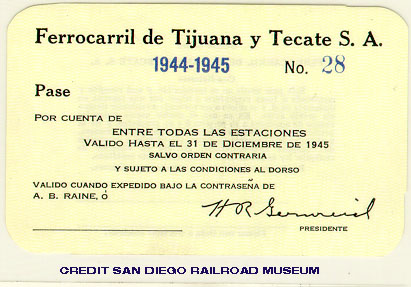 Ferrocarril de Tijuana y Tecate S. A.
1944-1945 No. 28
Pase
POR CUENTA DE
ENTRE TODAS LAS ESTACIONES
VALIDO HASTA EL 31 DE DICIEMBRE DE 1945
SALVO ORDEN CONTRARIA
Y SUJETO A LAS CONDICIONES AL DORSO
VALIDO CUANDO EXPEDIDO BAJO LA CONTRASEÑA DE
A. B. RAINE, Ó
PRESIDENTE
CREDIT SAN DIEGO RAILROAD MUSEUM